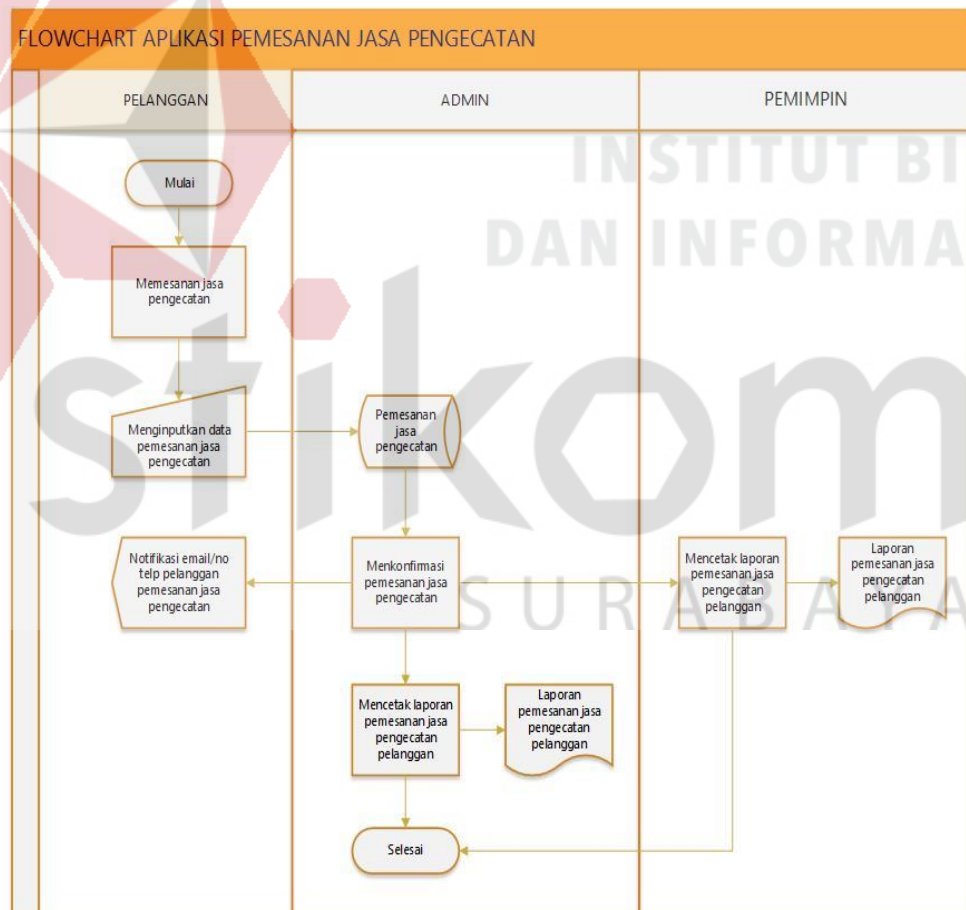 FLOWCHART APLIKASI PEMESANAN JASA PENGECATAN
PELANGGAN
ADMIN
PEMIMPIN
INSTITUT BI
DAN INFORMA
stikom
SURABAYA
Mulai
Memesanan jasa
pengecatan
Menginputkan data
pemesanan jasa
pengecatan
Pemesanan
jasa
pengecatan
Notifikasi email/no
telp pelanggan
pemesanan jasa
pengecatan
Menkonfirmasi
pemesanan jasa
pengecatan
Mencetak laporan
pemesanan jasa
pengecatan
pelanggan
Laporan
pemesanan jasa
pengecatan
pelanggan
Mencetak laporan
pemesanan jasa
pengecatan
pelanggan
Laporan
pemesanan jasa
pengecatan
pelanggan
Selesai